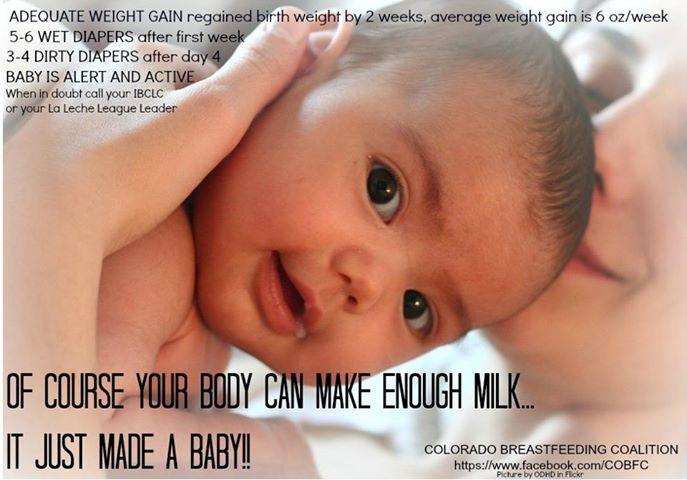 ADEQUATE WEIGHT GAIN regained birth weight by 2 weeks, average weight gain is 6 oz/week
5-6 WET DIAPERS after first week
3-4 DIRTY DIAPERS after day 4
BABY IS ALERT AND ACTIVE
When in doubt call your IBCLC
or your La Leche League Leader
OF COURSE YOUR BODY CAN MAKE ENOUGH MILK...
IT JUST MADE A BABY!!
COLORADO BREASTFEEDING COALITION
https://www.facebook.com/COBFC
Picture by ODHD in Flickr